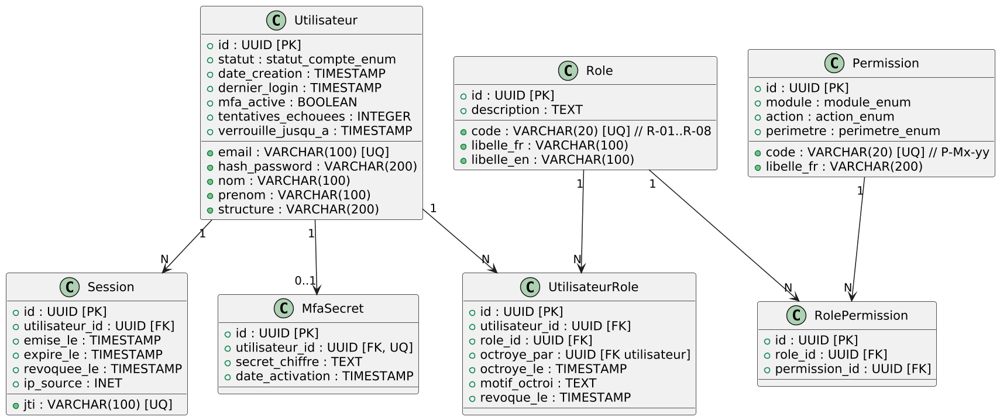 C Utilisateur
id : UUID [PK]
statut : statut_compte_enum
date_creation : TIMESTAMP
dernier_login : TIMESTAMP
mfa_active : BOOLEAN
tentatives_echouees : INTEGER
verrouille_jusqu_a : TIMESTAMP
email : VARCHAR(100) [UQ]
hash_password : VARCHAR(200)
nom : VARCHAR(100)
prenom : VARCHAR(100)
structure : VARCHAR(200)
C Role
id : UUID [PK]
description : TEXT
code : VARCHAR(20) [UQ] // R-01..R-08
libelle_fr : VARCHAR(100)
libelle_en : VARCHAR(100)
C Permission
id : UUID [PK]
module : module_enum
action : action_enum
perimetre : perimetre_enum
code : VARCHAR(20) [UQ] // P-Mx-yy
libelle_fr : VARCHAR(200)
1
N
1
0..1
1
N
1
N
1
N
1
N
C Session
id : UUID [PK]
utilisateur_id : UUID [FK]
emise_le : TIMESTAMP
expire_le : TIMESTAMP
revoquee_le : TIMESTAMP
ip_source : INET
jti : VARCHAR(100) [UQ]
C MfaSecret
id : UUID [PK]
utilisateur_id : UUID [FK, UQ]
secret_chiffre : TEXT
date_activation : TIMESTAMP
C UtilisateurRole
id : UUID [PK]
utilisateur_id : UUID [FK]
role_id : UUID [FK]
octroye_par : UUID [FK utilisateur]
octroye_le : TIMESTAMP
motif_octroi : TEXT
revoque_le : TIMESTAMP
C RolePermission
id : UUID [PK]
role_id : UUID [FK]
permission_id : UUID [FK]